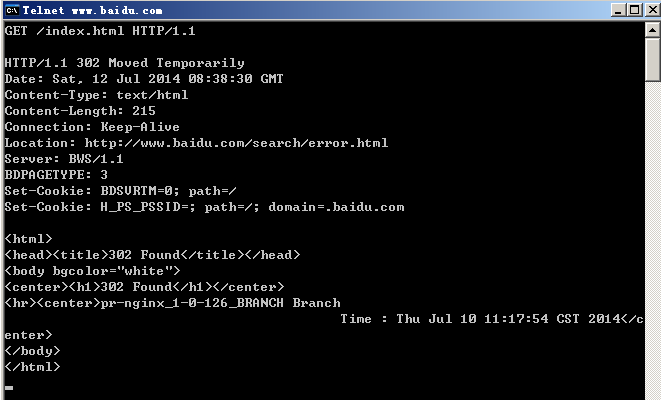 Telnet www.baidu.com
GET /index.html HTTP/1.1
HTTP/1.1 302 Moved Temporarily
Date: Sat, 12 Jul 2014 08:38:30 GMT
Content-Type: text/html
Content-Length: 215
Connection: Keep-Alive
Location: http://www.baidu.com/search/error.html
Server: BWS/1.1
BDPAGETYPE: 3
Set-Cookie: BDSVRTM=0; path=/
Set-Cookie: H_PS_PSSID=; path=/; domain=.baidu.com
<html>
<head><title>302 Found</title></head>
<body bgcolor="white">
<center><h1>302 Found</h1></center>
<hr><center>pr-nginx_1-0-126_BRANCH Branch
Time : Thu Jul 10 11:17:54 CST 2014</c
enter>
</body>
</html>